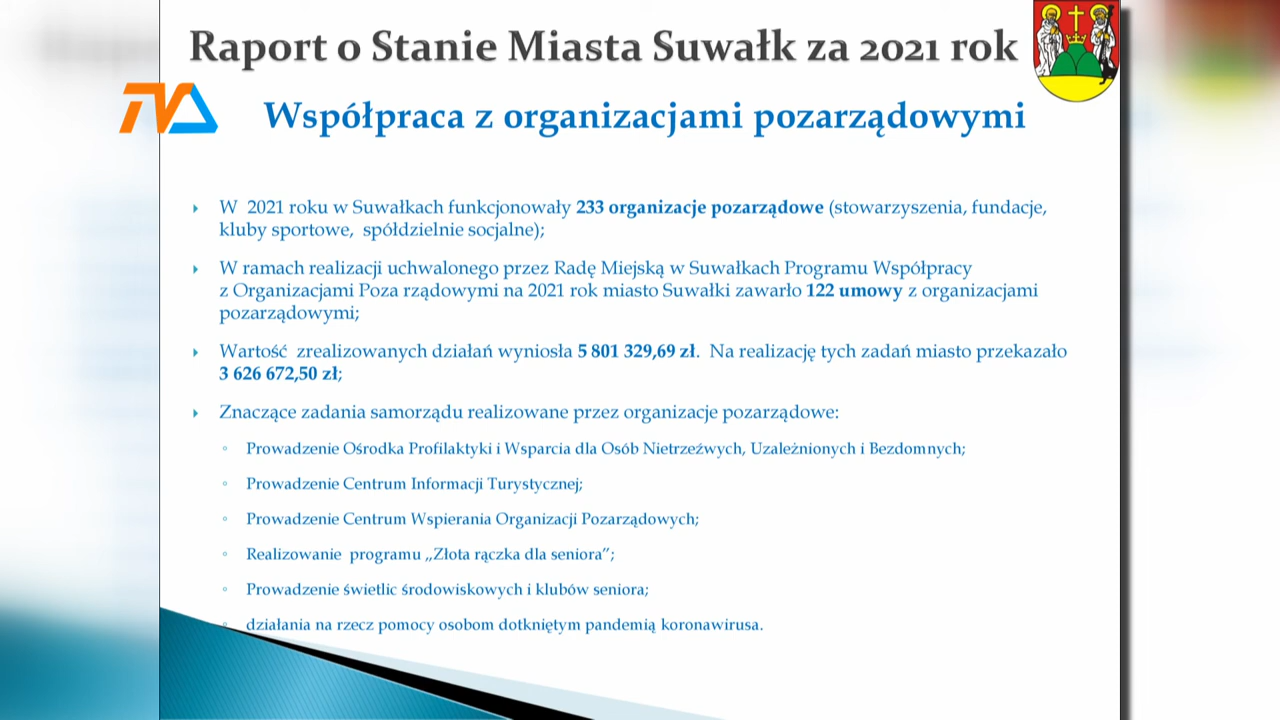 Raport o Stanie Miasta Suwałk za 2021 rok
TVA
Współpraca z organizacjami pozarządowymi
W 2021 roku w Suwałkach funkcjonowały 233 organizacje pozarządowe (stowarzyszenia, fundacje,
kluby sportowe, spółdzielnie socjalne);
W ramach realizacji uchwalonego przez Radę Miejską w Suwałkach Programu Współpracy
z Organizacjami Poza rządowymi na 2021 rok miasto Suwałki zawarło 122 umowy z organizacjami
pozarządowymi;
Wartość zrealizowanych działań wyniosła 5 801 329,69 zł. Na realizację tych zadań miasto przekazało
3 626 672,50 zł;
Znaczące zadania samorządu realizowane przez organizacje pozarządowe:
Prowadzenie Ośrodka Profilaktyki i Wsparcia dla Osób Nietrzeźwych, Uzależnionych i Bezdomnych;
Prowadzenie Centrum Informacji Turystycznej;
Prowadzenie Centrum Wspierania Organizacji Pozarządowych;
Realizowanie programu „Złota rączka dla seniora”;
Prowadzenie świetlic środowiskowych i klubów seniora;
działania na rzecz pomocy osobom dotkniętym pandemią koronawirusa.